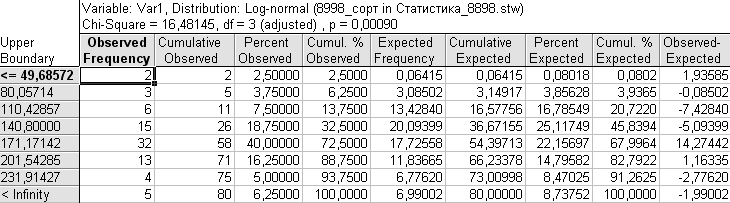 Variable: Var1, Distribution: Log-normal (8998_сорт in Статистика_8898.stw)
Chi-Square = 16,48145, df = 3 (adjusted) , p = 0,00090
Upper Boundary Observed Frequency Cumulative Observed Percent Observed Cumul. % Observed Expected Frequency Cumulative Expected Percent Expected Cumul. % Expected Observed-Expected
<= 49,68572 2 2 2,50000 2,5000 0,06415 0,06415 0,08018 0,0802 1,93585
80,05714 3 5 3,75000 6,2500 3,08502 3,14917 3,85628 3,9365 -0,08502
110,42857 6 11 7,50000 13,7500 13,42840 16,57756 16,78549 20,7220 -7,42840
140,80000 15 26 18,75000 32,5000 20,09399 36,67155 25,11749 45,8394 -5,09399
171,17142 32 58 40,00000 72,5000 17,72558 54,39713 22,15697 67,9964 14,27442
201,54285 13 71 16,25000 88,7500 11,83665 66,23378 14,79582 82,7922 1,16335
231,91427 4 75 5,00000 93,7500 6,77620 73,00998 8,47025 91,2625 -2,77620
< Infinity 5 80 6,25000 100,0000 6,99002 80,00000 8,73752 100,0000 -1,99002